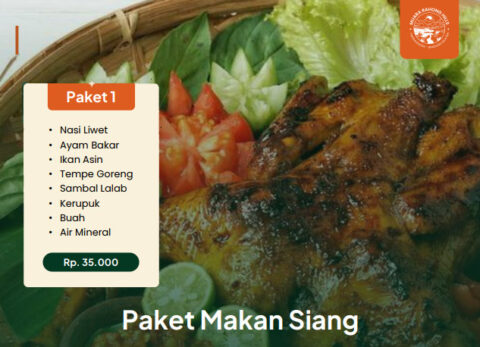 Paket 1
• Nasi Liwet
• Ayam Bakar
• Ikan Asin
• Tempe Goreng
• Sambal Lalab
• Kerupuk
• Buah
• Air Mineral
Rp. 35.000
Paket Makan Siang